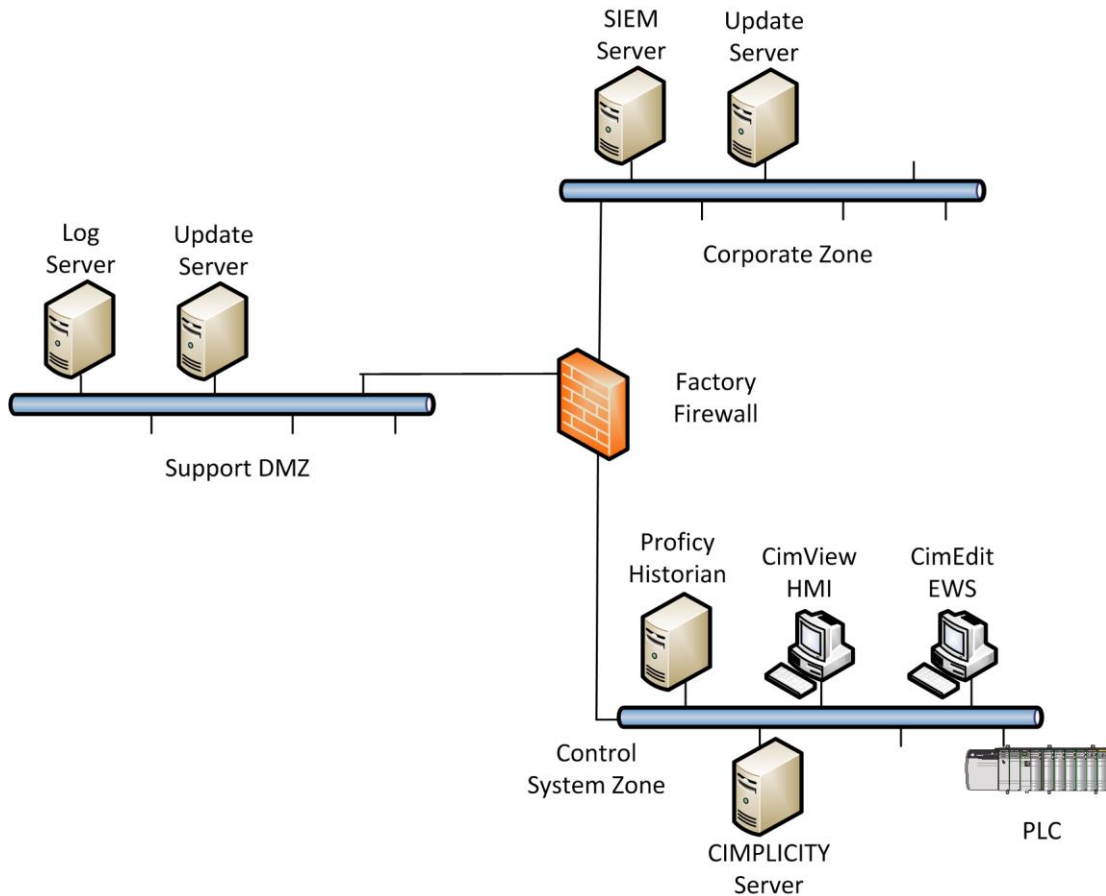 SIEM
Server
Update
Server
Corporate Zone
Log
Server
Update
Server
Support DMZ
Factory
Firewall
Proficy
Historian
CimView
HMI
CimEdit
EWS
Control
System Zone
CIMPLICITY
Server
PLC